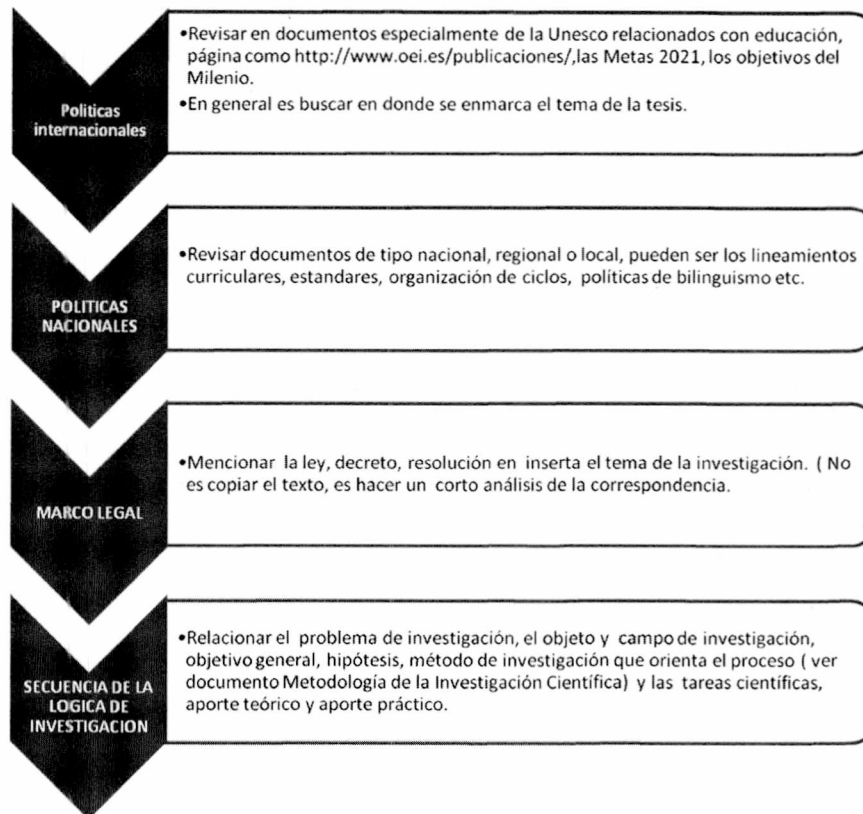 Politicas
internacionales
•Revisar en documentos especialmente de la Unesco relacionados con educación,
página como http://www.oei.es/publicaciones/,las Metas 2021, los objetivos del
Milenio.
•En general es buscar en donde se enmarca el tema de la tesis.
POLITICAS
NACIONALES
•Revisar documentos de tipo nacional, regional o local, pueden ser los lineamientos
curriculares, estandares, organización de ciclos, políticas de bilinguismo etc.
MARCO LEGAL
•Mencionar la ley, decreto, resolución en inserta el tema de la investigación. ( No
es copiar el texto, es hacer un corto análisis de la correspondencia.
SECUENCIA DE LA
LOGICA DE
INVESTIGACION
•Relacionar el problema de investigación, el objeto y campo de investigación,
objetivo general, hipótesis, método de investigación que orienta el proceso ( ver
documento Metodología de la Investigación Científica) y las tareas científicas,
aporte teórico y aporte práctico.